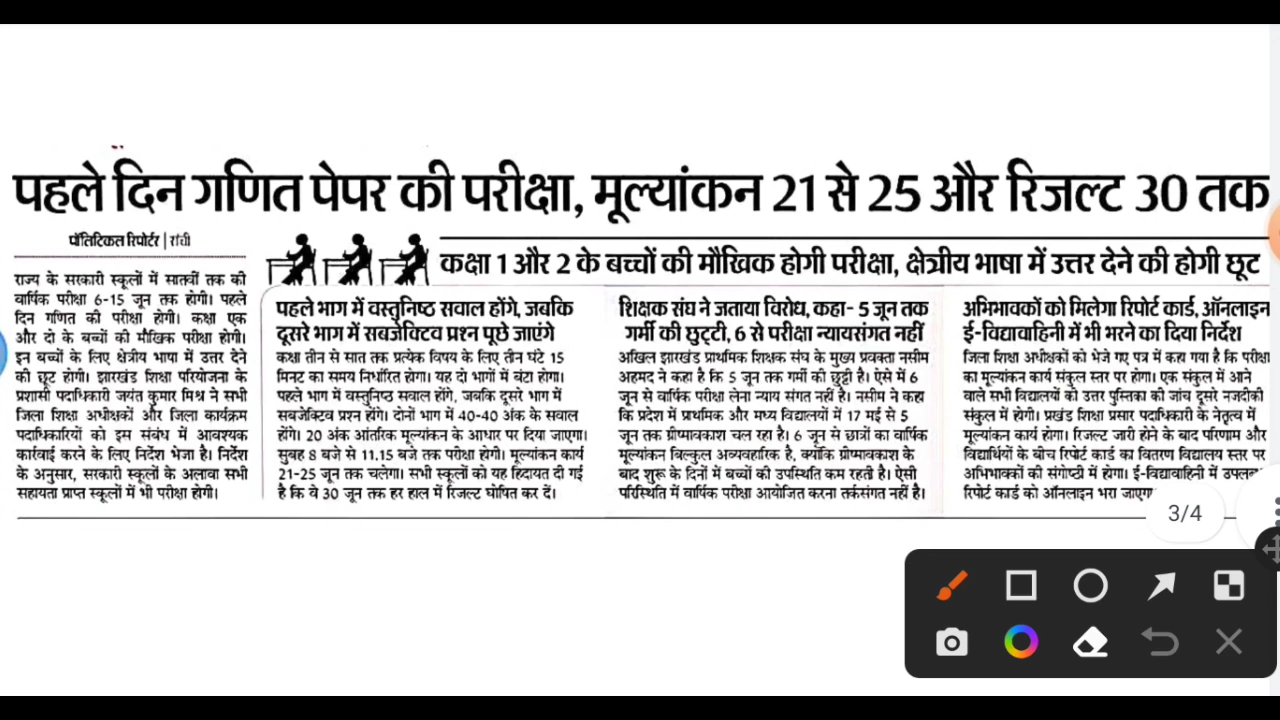 पहले दिन गणित पेपर की परीक्षा, मूल्यांकन 21 से 25 और रिजल्ट 30 तक
पॉलिटिकल रिपोर्टर | रांची
राज्य के सरकारी स्कूलों में सातवीं तक की
वार्षिक परीक्षा 6-15 जून तक होगी। पहले
दिन गणित की परीक्षा होगी। कक्षा एक
और दो के बच्चों की मौखिक परीक्षा होगी।
इन बच्चों के लिए क्षेत्रीय भाषा में उत्तर देने
की छूट होगी। झारखंड शिक्षा परियोजना के
प्रशासी पदाधिकारी जयंत कुमार मिश्र ने सभी
जिला शिक्षा अधीक्षकों और जिला कार्यक्रम
पदाधिकारियों को इस संबंध में आवश्यक
कार्रवाई करने के लिए निर्देश भेजा है। निर्देश
के अनुसार, सरकारी स्कूलों के अलावा सभी
सहायता प्राप्त स्कूलों में भी परीक्षा होगी।
कक्षा 1 और 2 के बच्चों की मौखिक होगी परीक्षा, क्षेत्रीय भाषा में उत्तर देने की होगी छूट
पहले भाग में वस्तुनिष्ठ सवाल होंगे, जबकि
दूसरे भाग में सबजेक्टिव प्रश्न पूछे जाएंगे
कक्षा तीन से सात तक प्रत्येक विषय के लिए तीन घंटे 15
मिनट का समय निर्धारित होगा। यह दो भागों में बंटा होगा।
पहले भाग में वस्तुनिष्ठ सवाल होंगे, जबकि दूसरे भाग में
सबजेक्टिव प्रश्न होंगे। दोनों भाग में 40-40 अंक के सवाल
होंगे। 20 अंक आंतरिक मूल्यांकन के आधार पर दिया जाएगा।
सुबह 8 बजे से 11.15 बजे तक परीक्षा होगी। मूल्यांकन कार्य
21-25 जून तक चलेगा। सभी स्कूलों को यह हिदायत दी गई
है कि वे 30 जून तक हर हाल में रिजल्ट घोषित कर दें।
शिक्षक संघ ने जताया विरोध, कहा- 5 जून तक
गर्मी की छुट्टी, 6 से परीक्षा न्यायसंगत नहीं
अखिल झारखंड प्राथमिक शिक्षक संघ के मुख्य प्रवक्ता नसीम
अहमद ने कहा है कि 5 जून तक गर्मी की छुट्टी है। ऐसे में 6
जून से वार्षिक परीक्षा लेना न्याय संगत नहीं है। नसीम ने कहा
कि प्रदेश में प्राथमिक और मध्य विद्यालयों में 17 मई से 5
जून तक ग्रीष्मावकाश चल रहा है। 6 जून से छात्रों का वार्षिक
मूल्यांकन बिल्कुल अव्यवहारिक है, क्योंकि ग्रीष्मावकाश के
बाद शुरू के दिनों में बच्चों की उपस्थिति कम रहती है। ऐसी
परिस्थिति में वार्षिक परीक्षा आयोजित करना तर्कसंगत नहीं है।
अभिभावकों को मिलेगा रिपोर्ट कार्ड, ऑनलाइन
ई-विद्यावाहिनी में भी भरने का दिया निर्देश
जिला शिक्षा अधीक्षकों को भेजे गए पत्र में कहा गया है कि परीक्षा
का मूल्यांकन कार्य संकुल स्तर पर होगा। एक संकुल में आने
वाले सभी विद्यालयों की उत्तर पुस्तिका की जांच दूसरे नजदीकी
संकुल में होगी। प्रखंड शिक्षा प्रसार पदाधिकारी के नेतृत्व में
मूल्यांकन कार्य होगा। रिजल्ट जारी होने के बाद परिणाम और
विद्यार्थियों के बीच रिपोर्ट कार्ड का वितरण विद्यालय स्तर पर
अभिभावकों की संगोष्ठी में होगा। ई-विद्यावाहिनी में
रिपोर्ट कार्ड को ऑनलाइन भरा
3/4